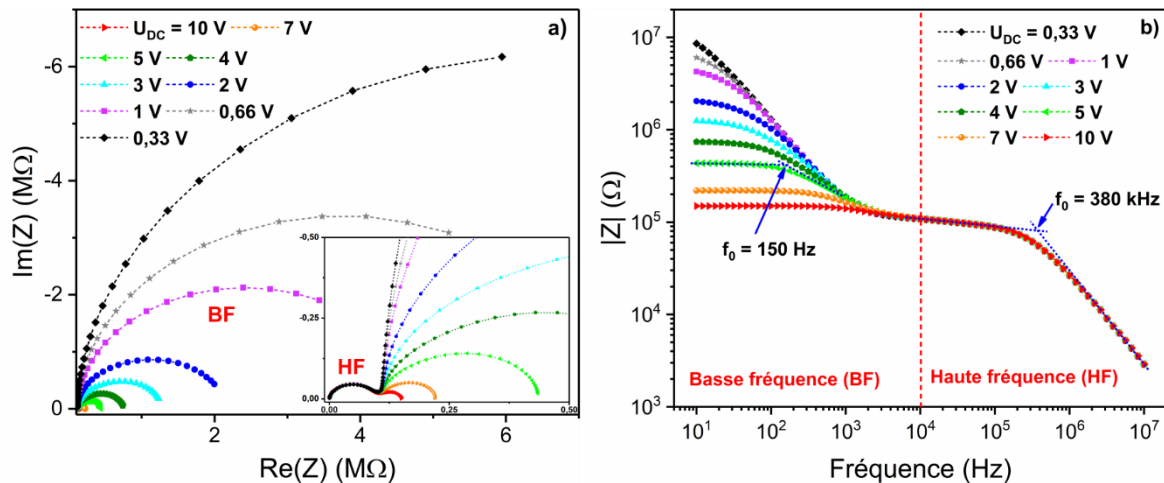 a)
U_DC = 10 V 7 V
5 V 4 V
3 V 2 V
1 V 0,66 V
0,33 V
-6
-4
-2
0
Im(Z) (MΩ)
BF
-0,50
-0,25
0,00
HF
0,00 0,25 0,50
2 4 6
Re(Z) (MΩ)
b)
U_DC = 0,33 V
0,66 V 1 V
2 V 3 V
4 V 5 V
7 V 10 V
10^7
10^6
10^5
10^4
10^3
|Z| (Ω)
f_0 = 380 kHz
f_0 = 150 Hz
Basse fréquence (BF) Haute fréquence (HF)
10^1 10^2 10^3 10^4 10^5 10^6 10^7
Fréquence (Hz)